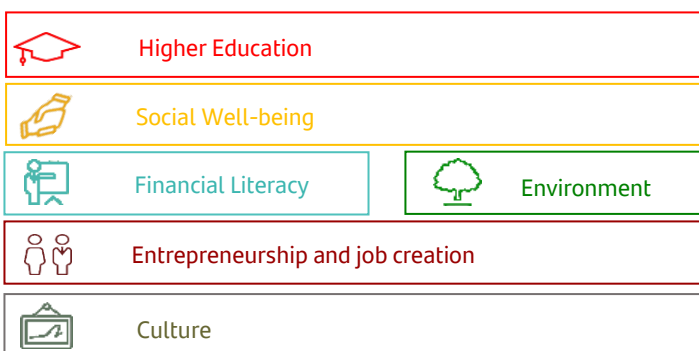 Higher Education
Social Well-being
Financial Literacy
Environment
Entrepreneurship and job creation
Culture